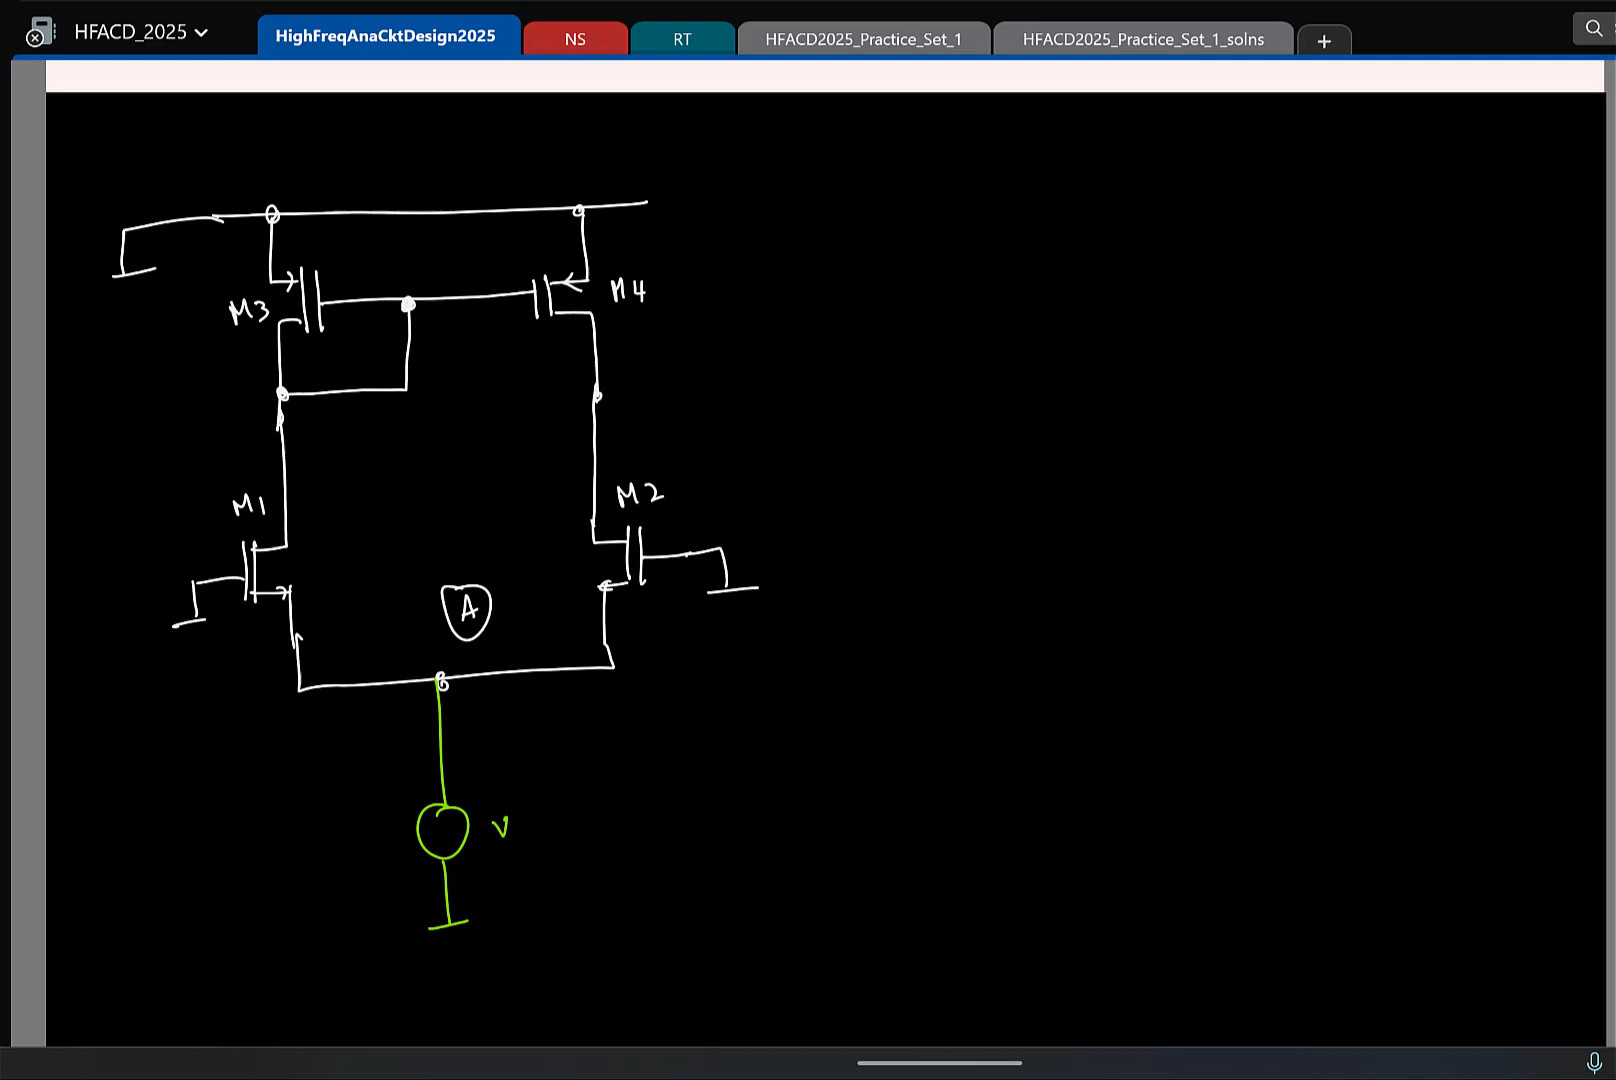 HFACD_2025
HighFreqAnaCktDesign2025
NS
RT
HFACD2025_Practice_Set_1
HFACD2025_Practice_Set_1_solns
+
M3
M4
M1
M2
A
V